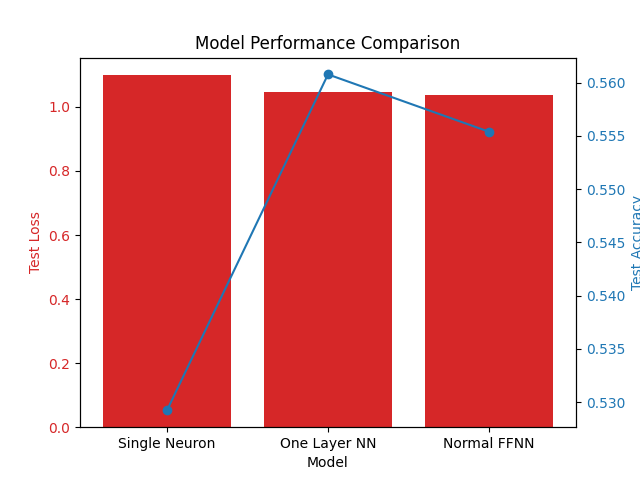 Model Performance Comparison
1.0
0.8
0.6
0.4
0.2
0.0
Test Loss
0.560
0.555
0.550
0.545
0.540
0.535
0.530
Test Accuracy
Single Neuron
One Layer NN
Normal FFNN
Model